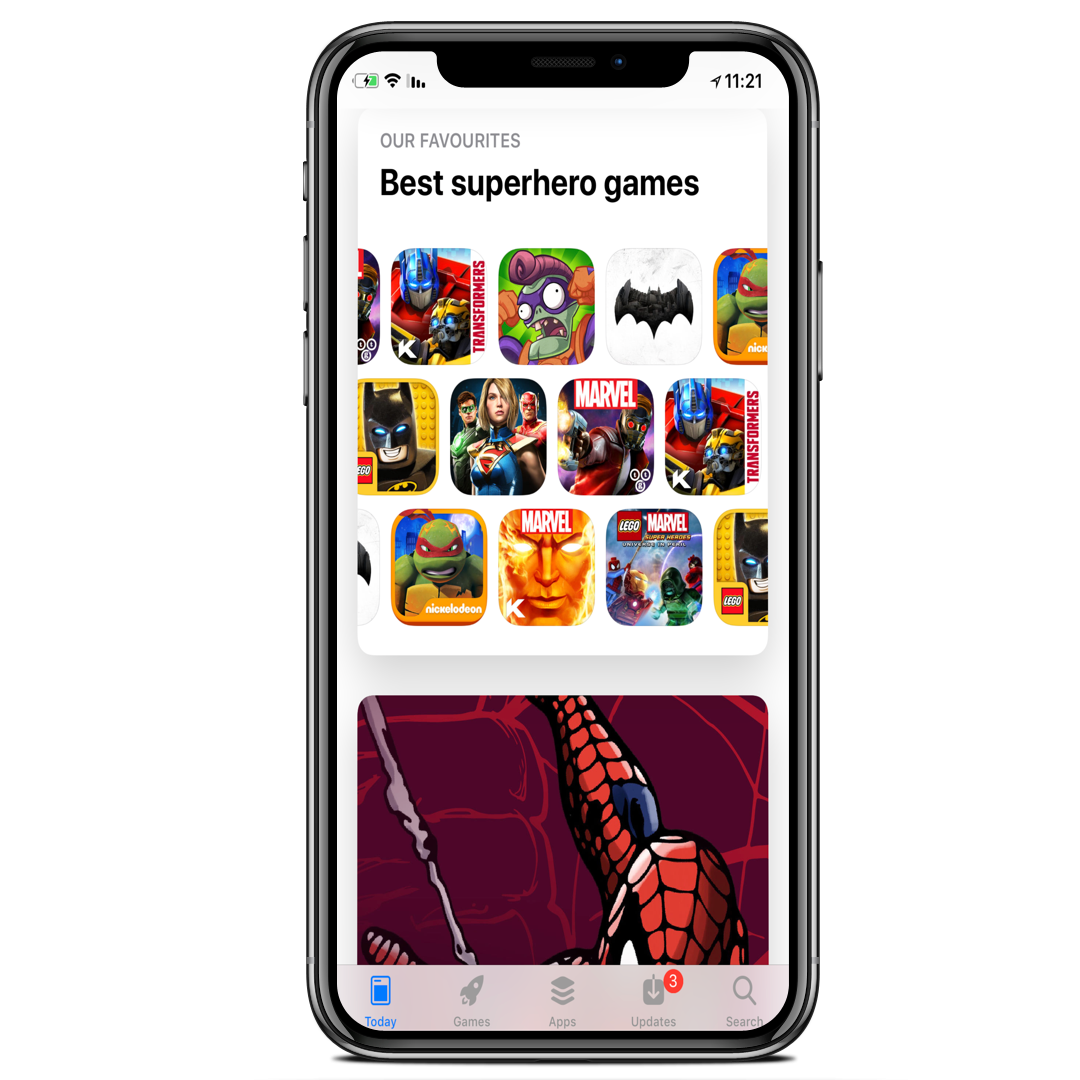 11:21
OUR FAVOURITES
Best superhero games
K
TRANSFORMERS
nick
LEGO
MARVEL
K
TRANSFORMERS
nickelodeon
MARVEL
K
LEGO MARVEL
SUPER HEROES
UNIVERSE IN PERIL
LEGO
3
Today
Games
Apps
Updates
Search